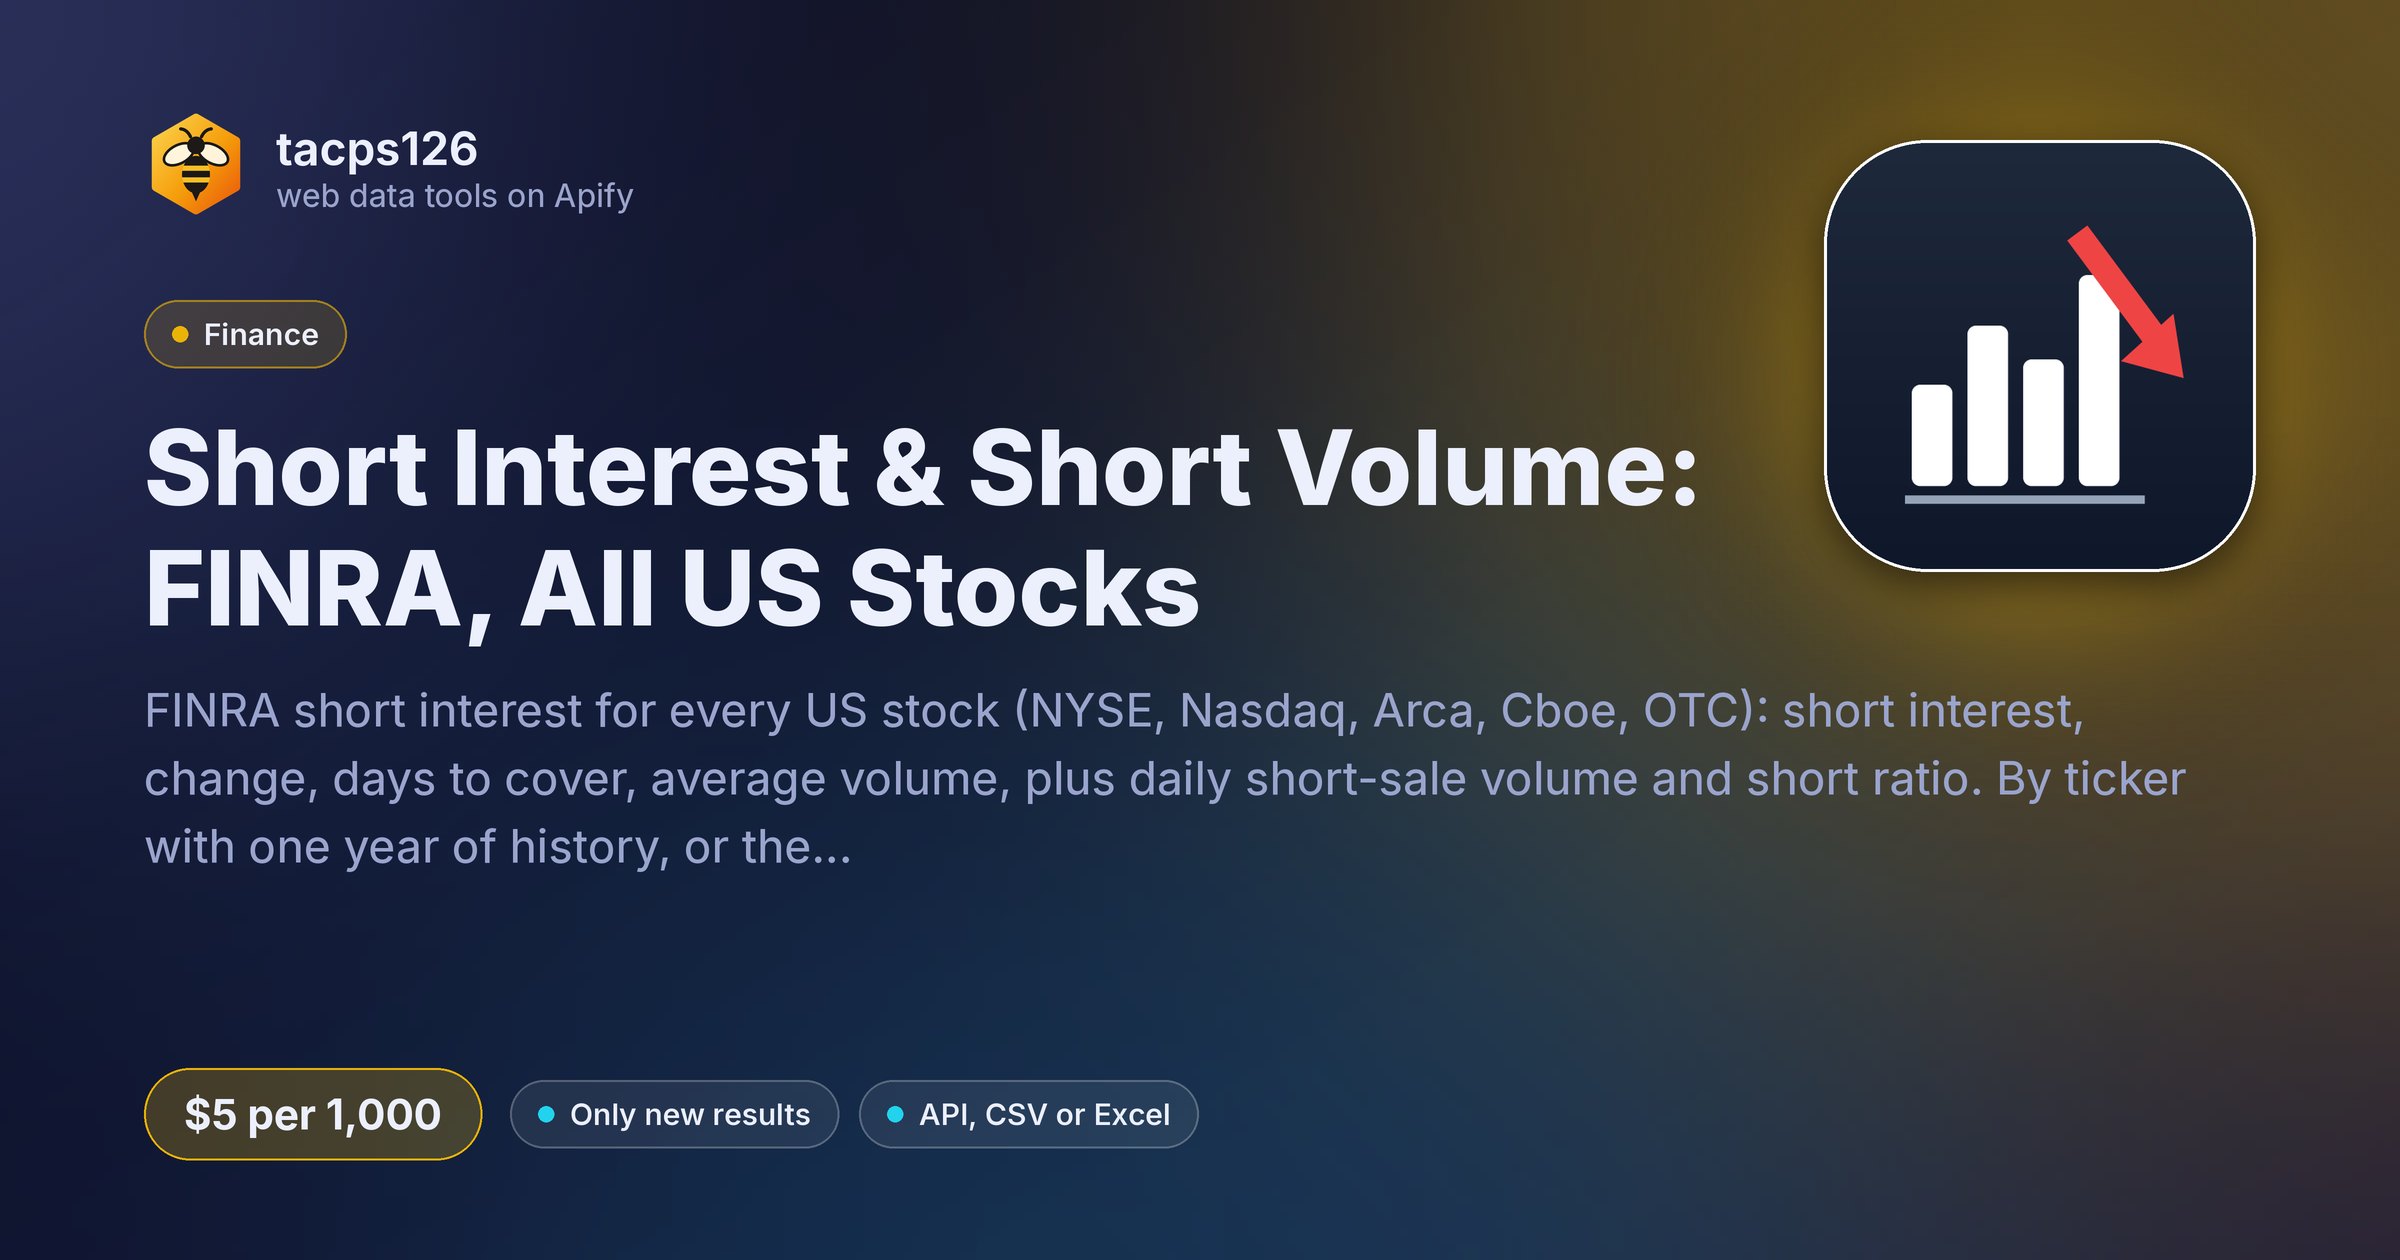 tacps126
web data tools on Apify
Finance
Short Interest & Short Volume:
FINRA, All US Stocks
FINRA short interest for every US stock (NYSE, Nasdaq, Arca, Cboe, OTC): short interest,
change, days to cover, average volume, plus daily short-sale volume and short ratio. By ticker
with one year of history, or the...
$5 per 1,000
Only new results
API, CSV or Excel